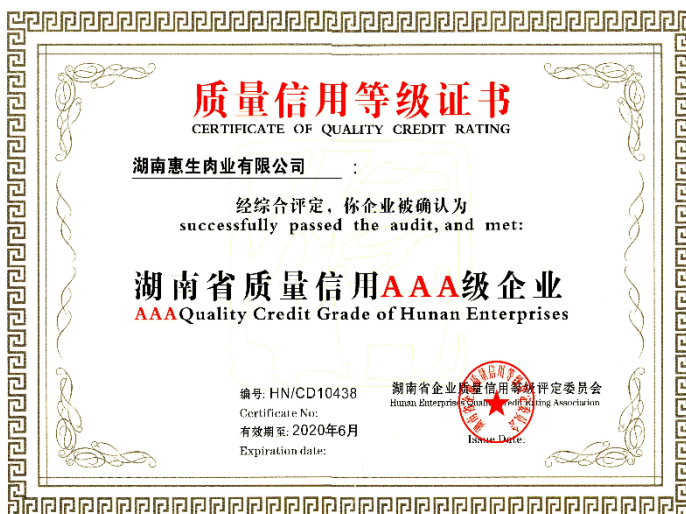 质量信用等级证书
CERTIFICATE OF QUALITY CREDIT RATING
湖南惠生肉业有限公司 :
经综合评定，你企业被确认为
successfully passed the audit, and met:
湖南省质量信用AAA级企业
AAAQuality Credit Grade of Hunan Enterprises
编号: HN/CD10438
Certificate No:
有效期至: 2020年6月
Expiration date:
湖南省企业质量信用等级评定委员会
Hunan Enterprises Quality Credit Rating Association
Issue Date: